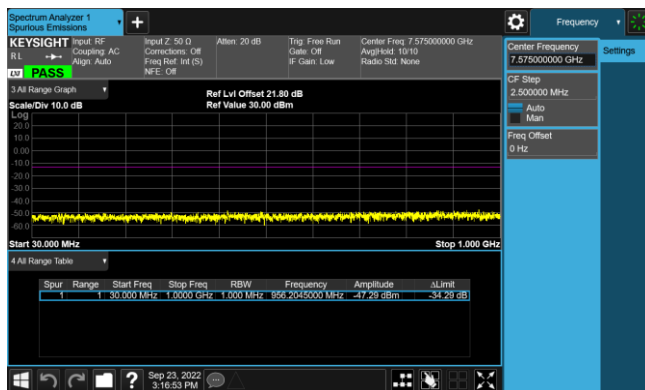 Spectrum Analyzer 1
Spurious Emissions
Frequency
KEYSIGHT
Input: RF
Input Z: 50 Ω
Atten: 20 dB
Trig: Free Run
Center Freq: 7.575000000 GHz
R L
Coupling: AC
Corrections: Off
Gate: Off
Avg|Hold: 10/10
Align: Auto
Freq Ref: Int (S)
IF Gain: Low
Radio Std: None
LXI
PASS
NFE: Off
Center Frequency
7.575000000 GHz
Settings
CF Step
2.500000 MHz
Auto
Man
Freq Offset
0 Hz
3 All Range Graph
Ref Lvl Offset 21.80 dB
Scale/Div 10.0 dB
Ref Value 30.00 dBm
Log
20.0
10.0
0.00
-10.0
-20.0
-30.0
-40.0
-50.0
-60.0
Start 30.000 MHz
Stop 1.000 GHz
4 All Range Table
Spur Range Start Freq Stop Freq RBW Frequency Amplitude ΔLimit
1 1 30.000 MHz 1.0000 GHz 1.000 MHz 956.2045000 MHz -47.29 dBm -34.29 dB
?
Sep 23, 2022
3:16:53 PM